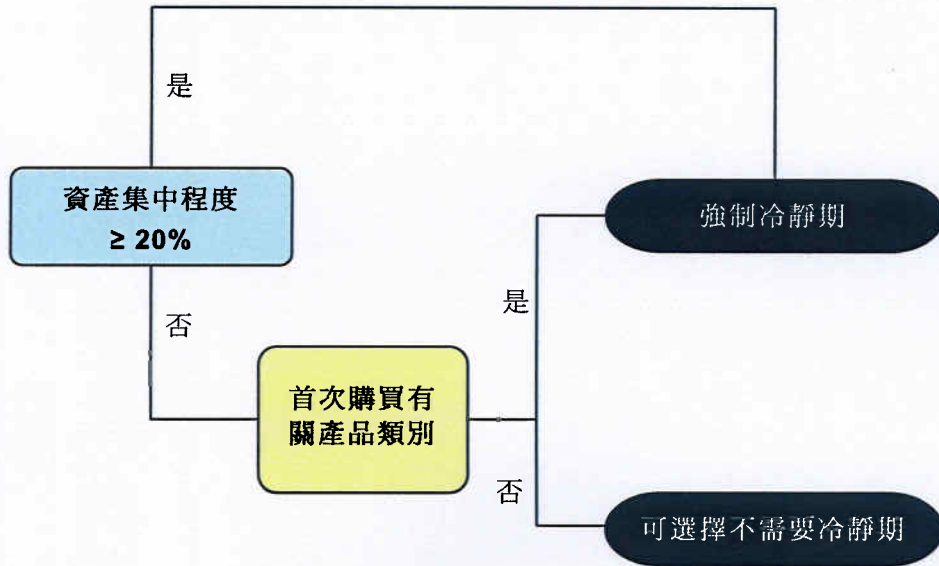 是
資產集中程度
≥ 20%
強制冷靜期
否
是
首次購買有
關產品類別
否
可選擇不需要冷靜期